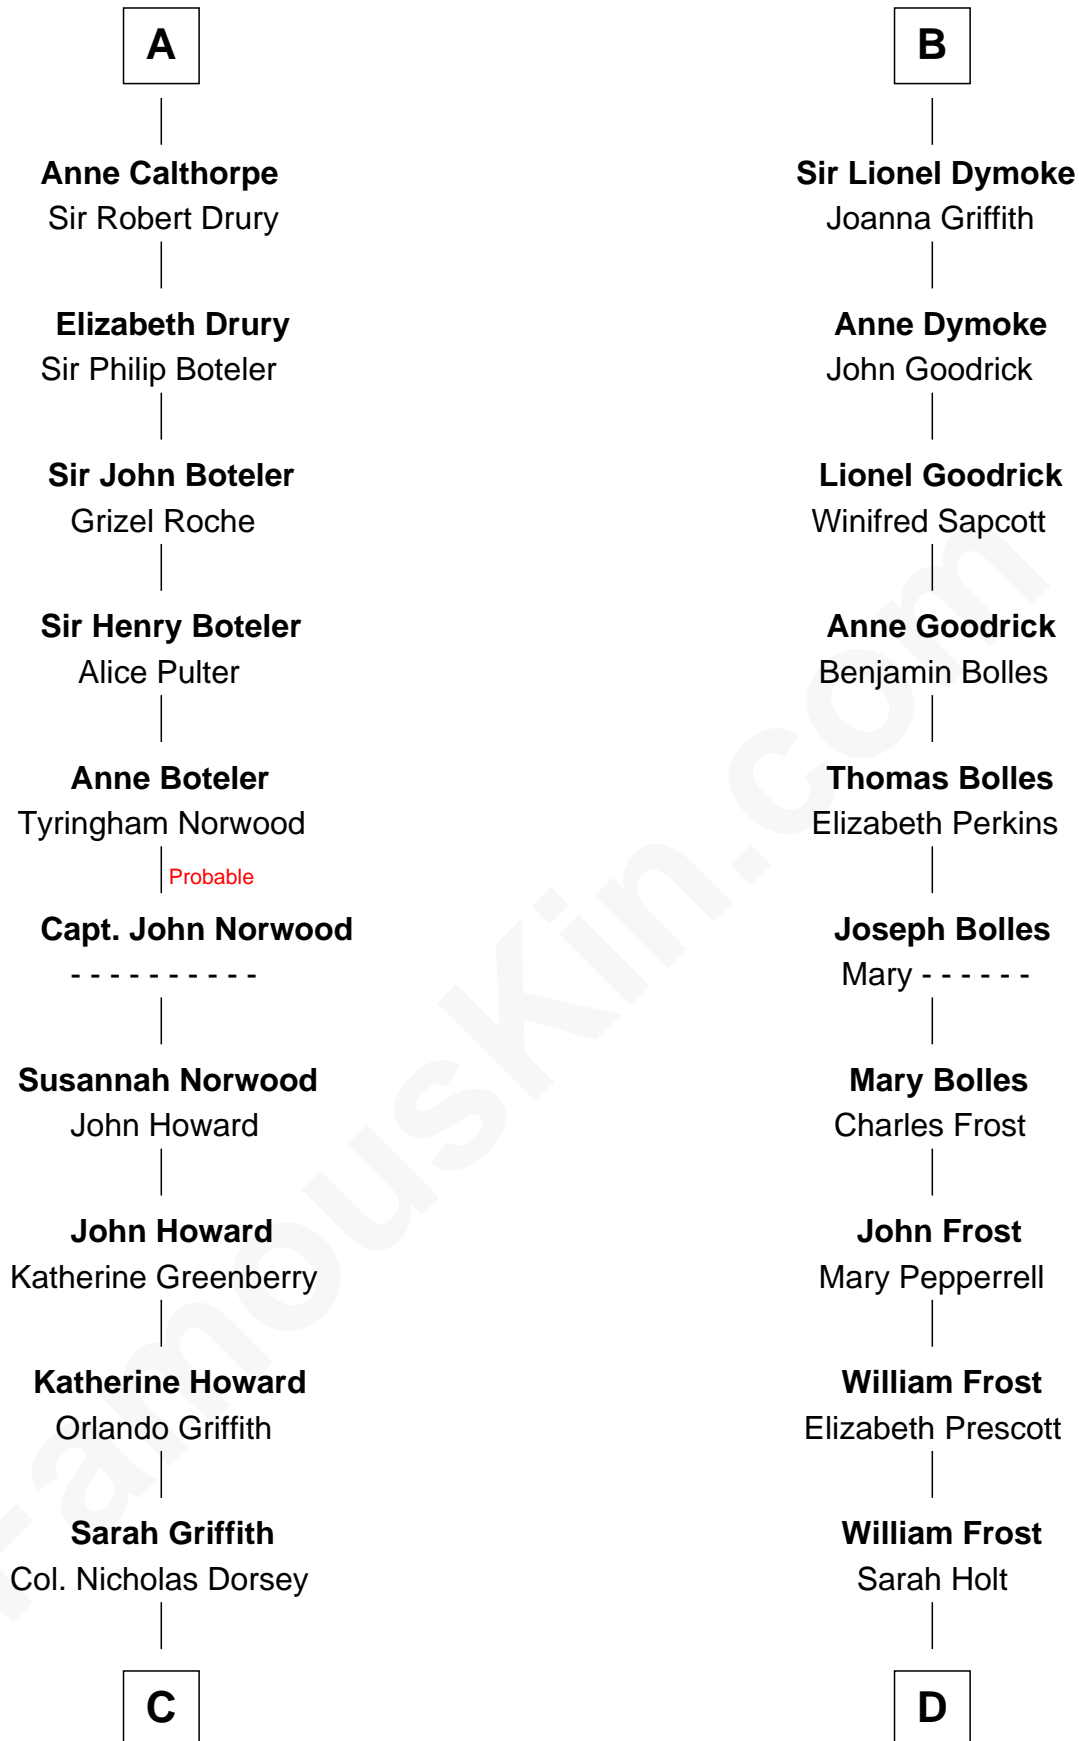 A
Anne Calthorpe
Sir Robert Drury
Elizabeth Drury
Sir Philip Boteler
Sir John Boteler
Grizel Roche
Sir Henry Boteler
Alice Pulter
Anne Boteler
Tyringham Norwood
Probable
Capt. John Norwood
- - - - - - - - - -
Susannah Norwood
John Howard
John Howard
Katherine Greenberry
Katherine Howard
Orlando Griffith
Sarah Griffith
Col. Nicholas Dorsey
C
B
Sir Lionel Dymoke
Joanna Griffith
Anne Dymoke
John Goodrick
Lionel Goodrick
Winifred Sapcott
Anne Goodrick
Benjamin Bolles
Thomas Bolles
Elizabeth Perkins
Joseph Bolles
Mary - - - - - -
Mary Bolles
Charles Frost
John Frost
Mary Pepperrell
William Frost
Elizabeth Prescott
William Frost
Sarah Holt
D
FamousKin.com